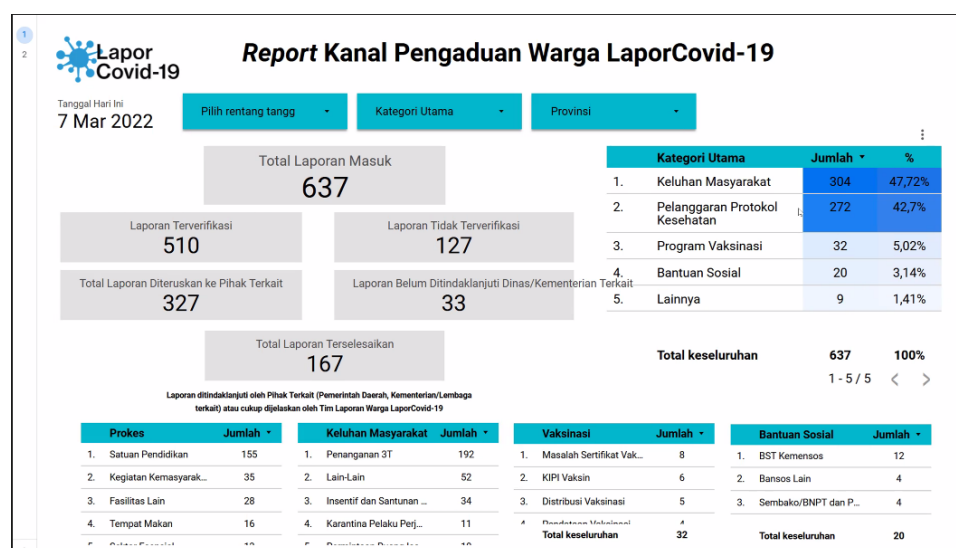 1
2
Lapor
Covid-19
Report Kanal Pengaduan Warga LaporCovid-19
Tanggal Hari Ini
7 Mar 2022
Pilih rentang tangg
Kategori Utama
Provinsi
Total Laporan Masuk
637
Laporan Terverifikasi
510
Laporan Tidak Terverifikasi
127
Total Laporan Diteruskan ke Pihak Terkait
327
Laporan Belum Ditindaklanjuti Dinas/Kementerian Terkait
33
Total Laporan Terselesaikan
167
Laporan ditindaklanjuti oleh Pihak Terkait (Pemerintah Daerah, Kementerian/Lembaga
terkait) atau cukup dijelaskan oleh Tim Laporan Warga LaporCovid-19
Kategori Utama Jumlah %
1. Keluhan Masyarakat 304 47,72%
2. Pelanggaran Protokol
Kesehatan 272 42,7%
3. Program Vaksinasi 32 5,02%
4. Bantuan Sosial 20 3,14%
5. Lainnya 9 1,41%
Total keseluruhan 637 100%
1 - 5 / 5
Prokes Jumlah
1. Satuan Pendidikan 155
2. Kegiatan Kemasyarak... 35
3. Fasilitas Lain 28
4. Tempat Makan 16
Keluhan Masyarakat Jumlah
1. Penanganan 3T 192
2. Lain-Lain 52
3. Insentif dan Santunan ... 34
4. Karantina Pelaku Perj... 11
Vaksinasi Jumlah
1. Masalah Sertifikat Vak... 8
2. KIPI Vaksin 6
3. Distribusi Vaksinasi 5
Total keseluruhan 32
Bantuan Sosial Jumlah
1. BST Kemensos 12
2. Bansos Lain 4
3. Sembako/BNPT dan P... 4
Total keseluruhan 20